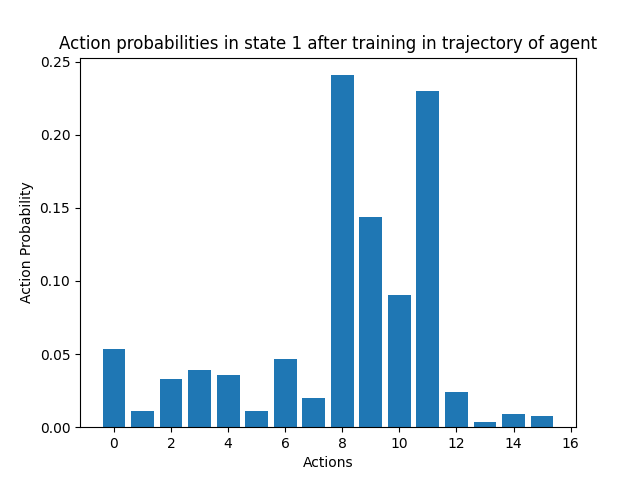 Action probabilities in state 1 after training in trajectory of agent
0.25
0.20
0.15
0.10
0.05
0.00
Action Probability
0 2 4 6 8 10 12 14 16
Actions